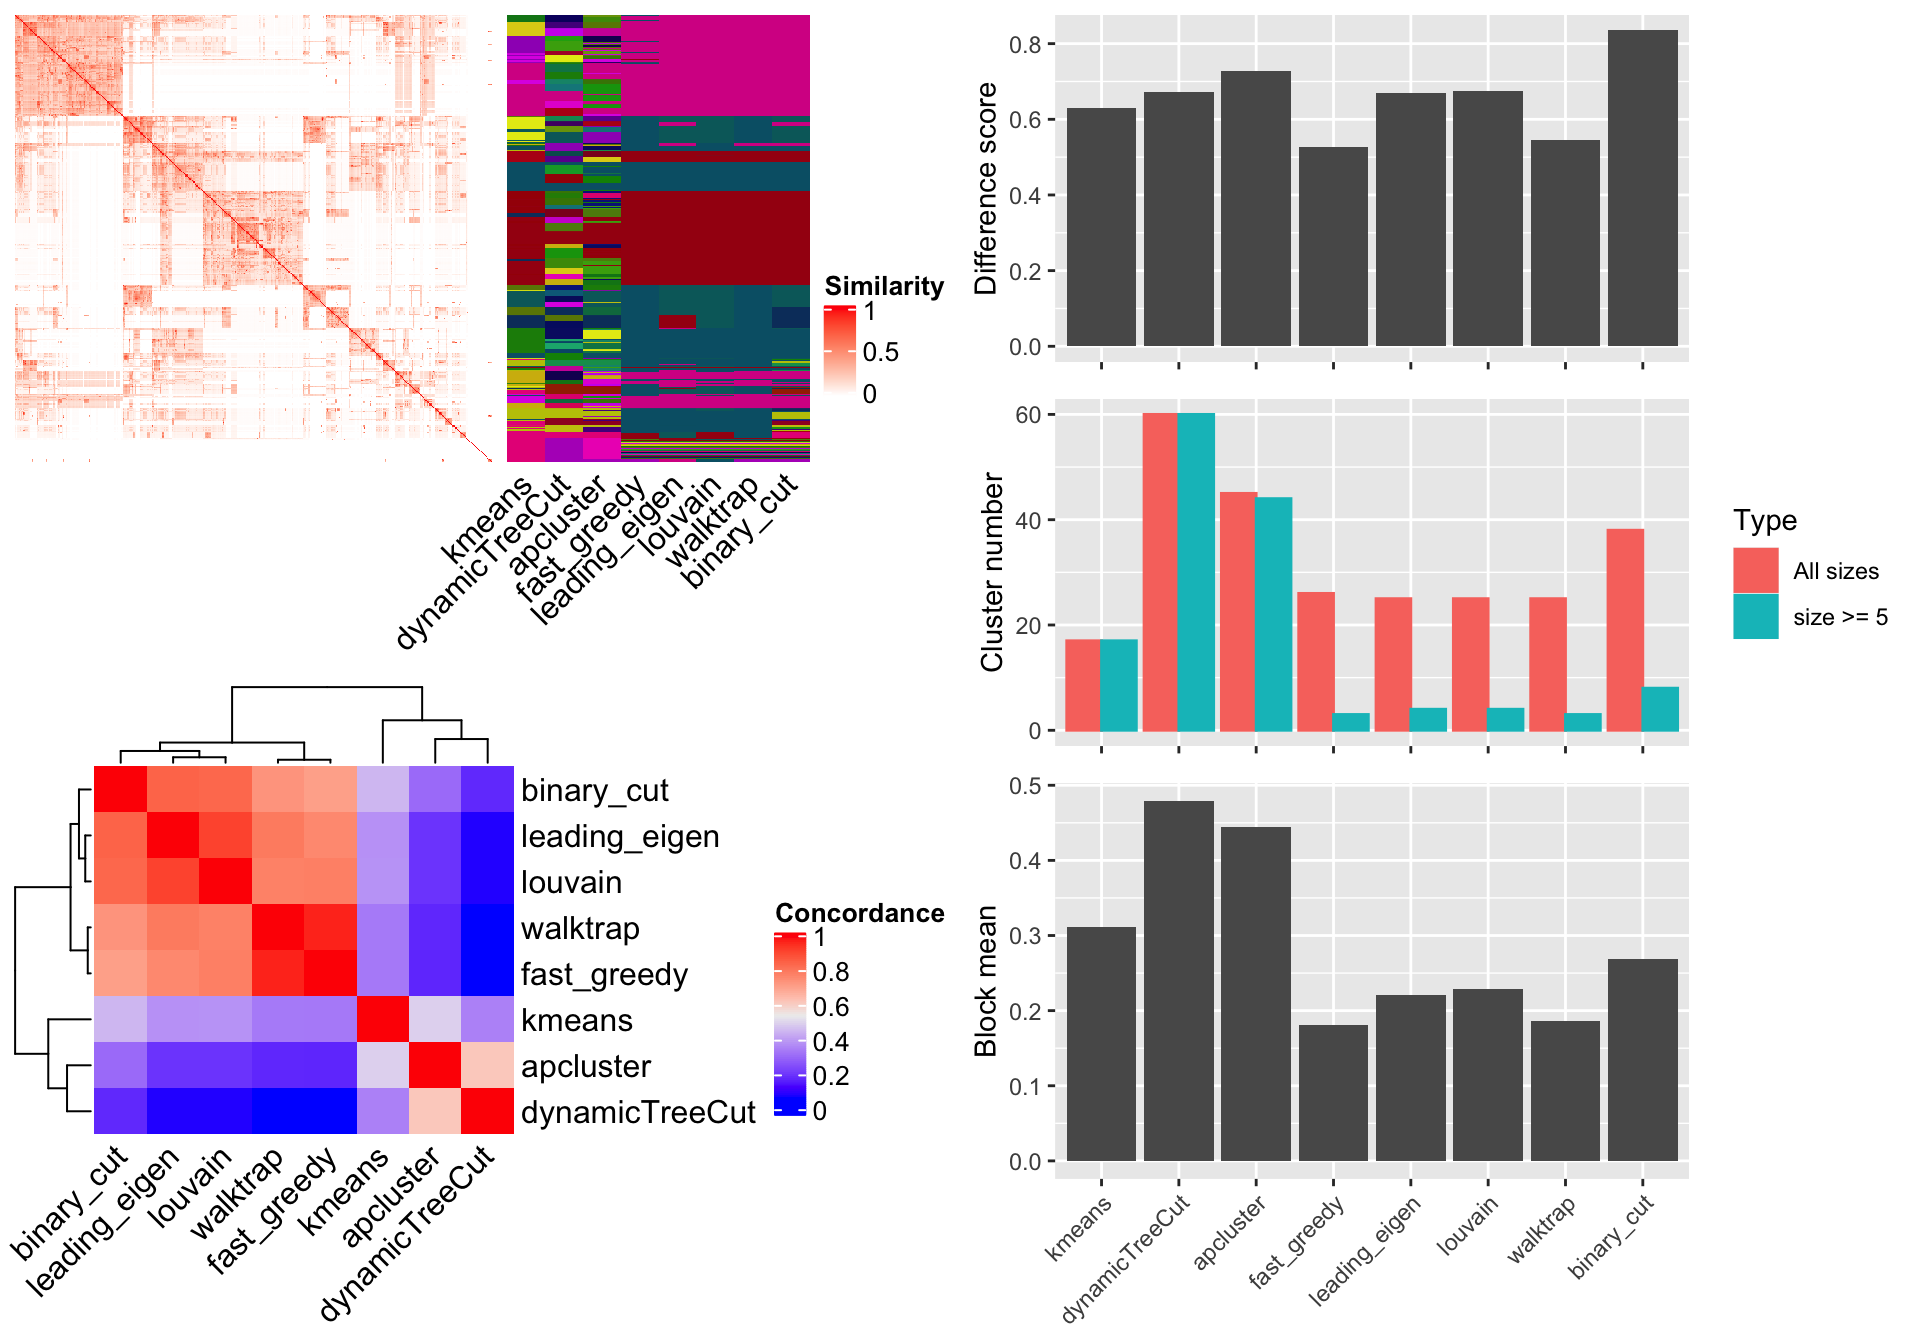 Similarity
1
0.5
0
kmeans
dynamicTreeCut
apcluster
fast_greedy
leading_eigen
louvain
walktrap
binary_cut
binary_cut
leading_eigen
louvain
walktrap
fast_greedy
kmeans
apcluster
dynamicTreeCut
Concordance
1
0.8
0.6
0.4
0.2
0
binary_cut
leading_eigen
louvain
walktrap
fast_greedy
kmeans
apcluster
dynamicTreeCut
Difference score
0.8
0.6
0.4
0.2
0.0
Cluster number
60
40
20
0
Type
All sizes
size >= 5
Block mean
0.5
0.4
0.3
0.2
0.1
0.0
kmeans
dynamicTreeCut
apcluster
fast_greedy
leading_eigen
louvain
walktrap
binary_cut